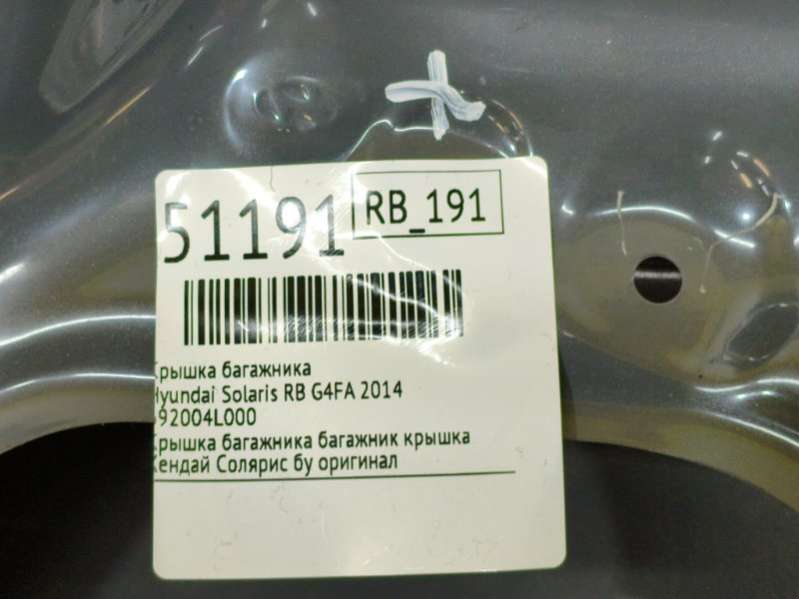 51191
RB_191
Крышка багажника
Hyundai Solaris RB G4FA 2014
692004L000
Крышка багажника багажник крышка
Хендай Солярис бу оригинал